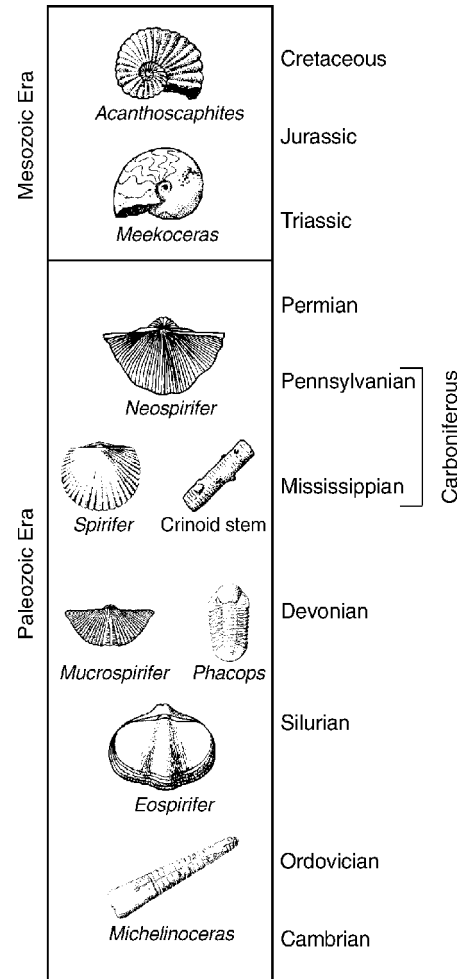 Mesozoic Era
Cretaceous
Acanthoscaphites
Jurassic
Meekoceras
Triassic
Paleozoic Era
Permian
Neospirifer
Pennsylvanian
Carboniferous
Spirifer Crinoid stem
Mississippian
Devonian
Mucrospirifer Phacops
Silurian
Eospirifer
Ordovician
Michelinoceras
Cambrian